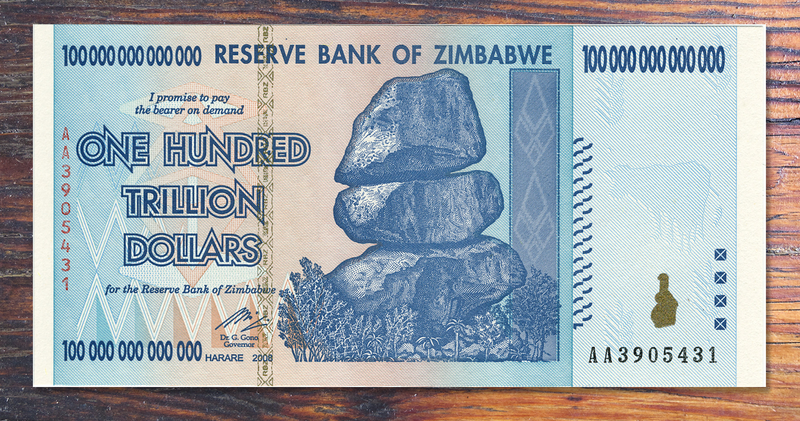 100 000 000 000 000 RESERVE BANK OF ZIMBABWE 100 000 000 000 000
I promise to pay
the bearer on demand
ONE HUNDRED
TRILLION
DOLLARS
for the Reserve Bank of Zimbabwe
Dr. G. Gono
Governor
100 000 000 000 000 HARARE 2008
AA3905431
AA3905431